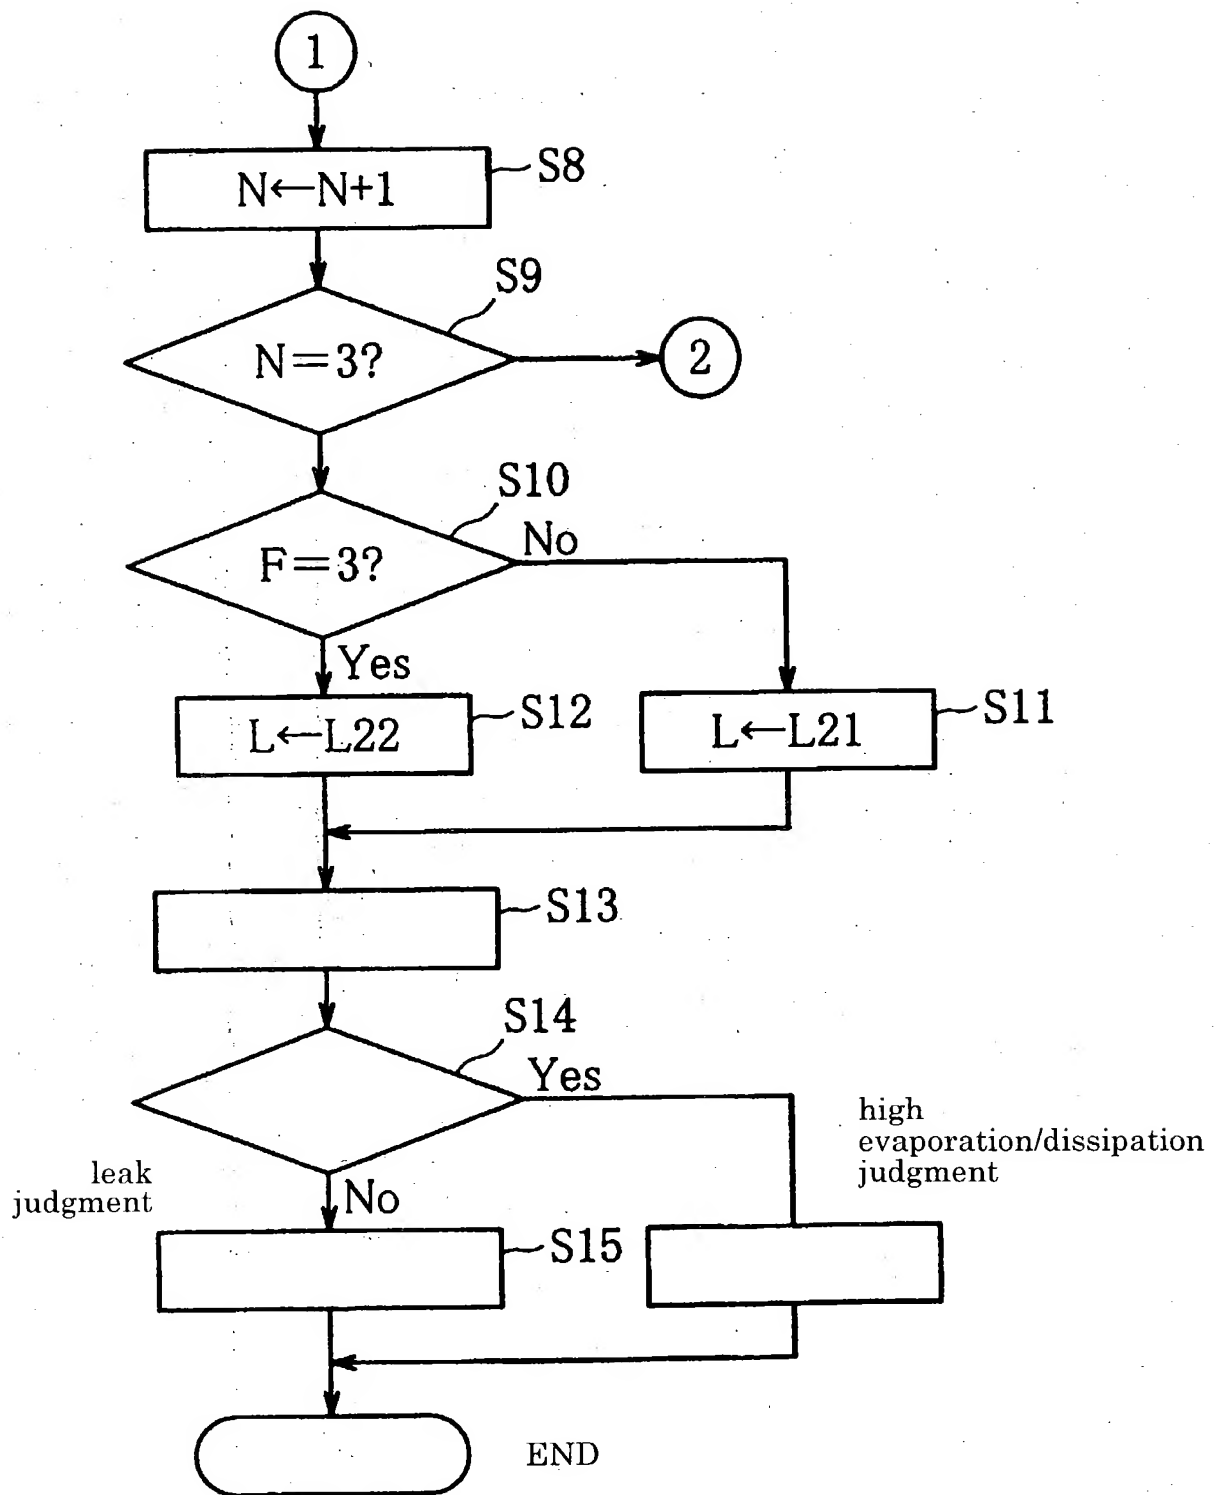 1
N←N+1
S8
S9
N=3?
2
S10
F=3?
No
Yes
L←L22
S12
L←L21
S11
S13
S14
Yes
high
evaporation/dissipation
judgment
leak
judgment
No
S15
END